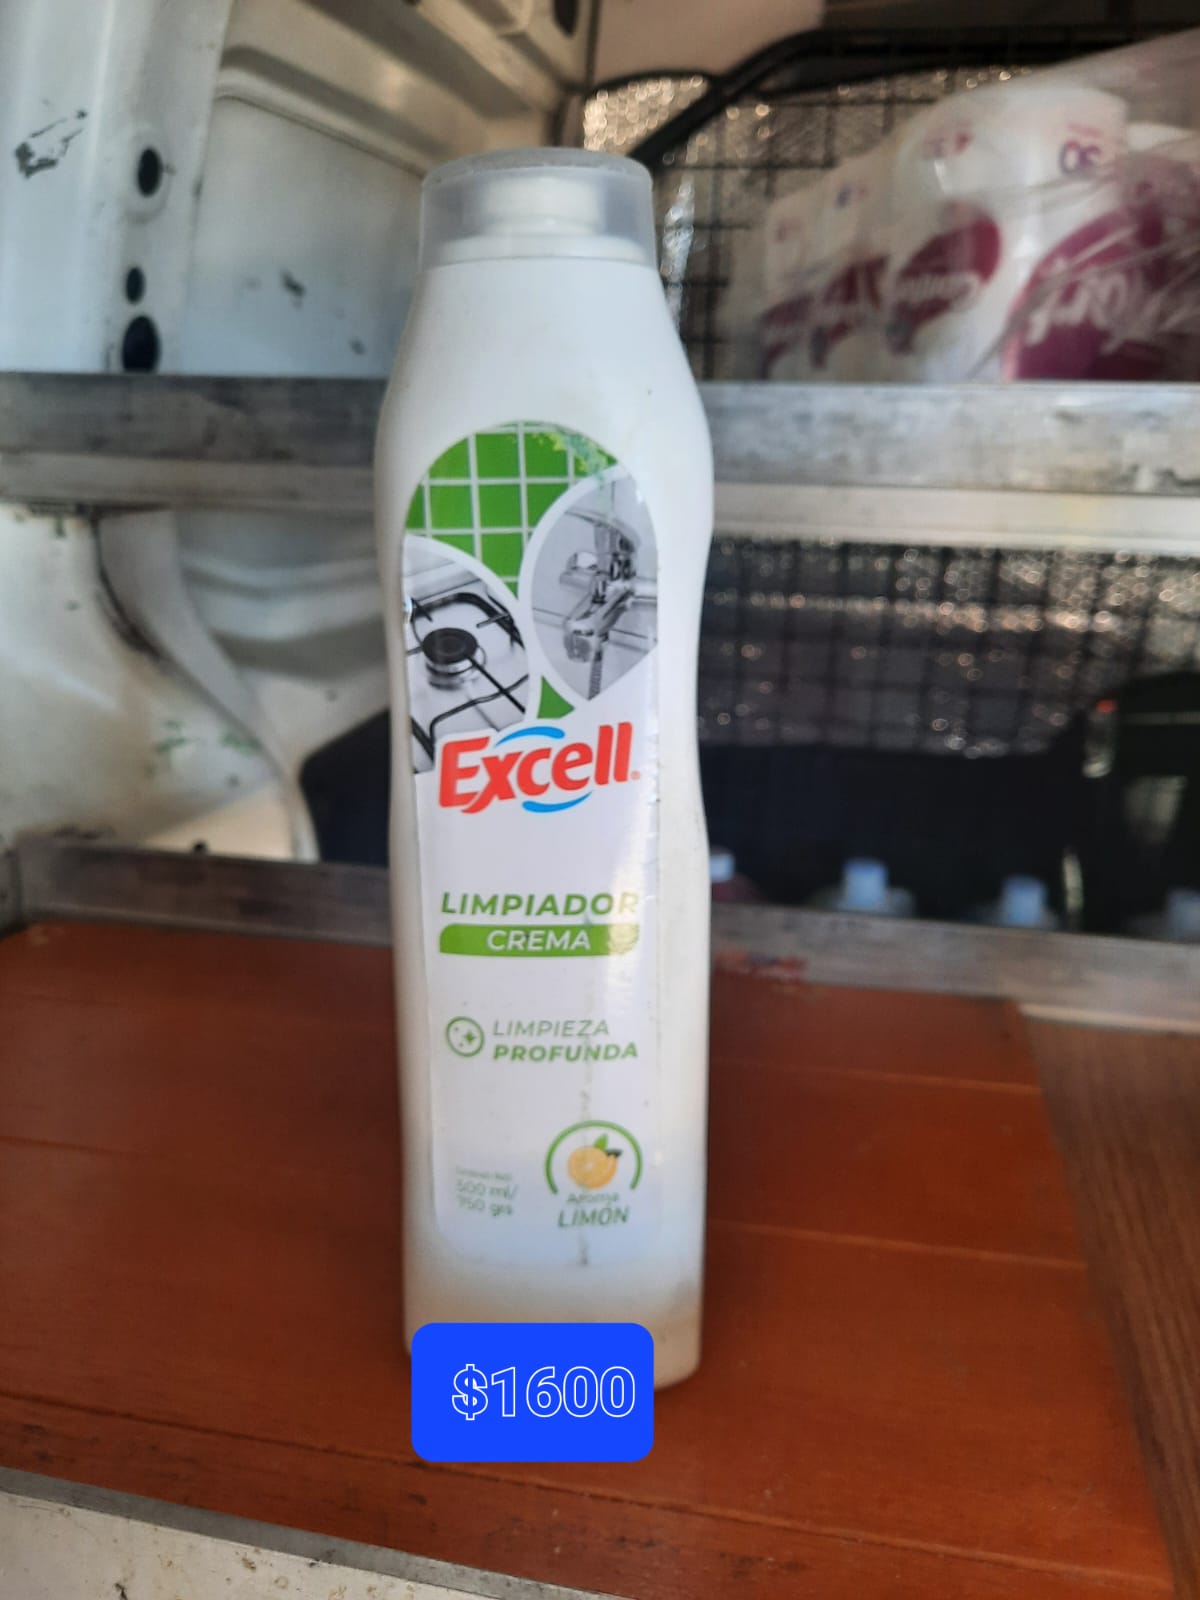 Excell
LIMPIADOR
CREMA
LIMPIEZA
PROFUNDA
500 ml/
750 grs
Aroma
LIMÓN
$1600